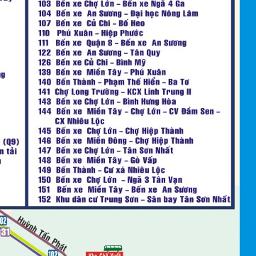 103 Bến xe Chợ Lớn - Bến xe Ngã 4 Ga
104 Bến xe An Sương - Đại học Nông Lâm
107 Bến xe Củ Chi - Bố Heo
110 Phú Xuân - Hiệp Phước
111 Bến xe Quận 8 - Bến xe An Sương
122 Bến xe An Sương - Tân Quy
126 Bến xe Củ Chi - Bình Mỹ
139 Bến xe Miền Tây - Phú Xuân
140 Bến Thành - Phạm Thế Hiển - Ba Tơ
141 Chợ Long Trường - KCX Linh Trung II
143 Bến xe Chợ Lớn - Bình Hưng Hòa
144 Bến xe Miền Tây - Chợ Lớn - CV Đầm Sen -
CX Nhiêu Lộc
145 Bến xe Chợ Lớn - Chợ Hiệp Thành
146 Bến xe Miền Đông - Chợ Hiệp Thành
147 Bến xe Chợ Lớn - Tân Sơn Nhất
148 Bến xe Miền Tây - Gò Vấp
149 Bến Thành - Cư xá Nhiêu Lộc
150 Bến xe Chợ Lớn - Ngã 3 Tân Vạn
151 Bến xe Miền Tây - Bến xe An Sương
152 Khu dân cư Trung Sơn - Sân bay Tân Sơn Nhất
(Q9)
n tải
Huỳnh Tấn Phát
31